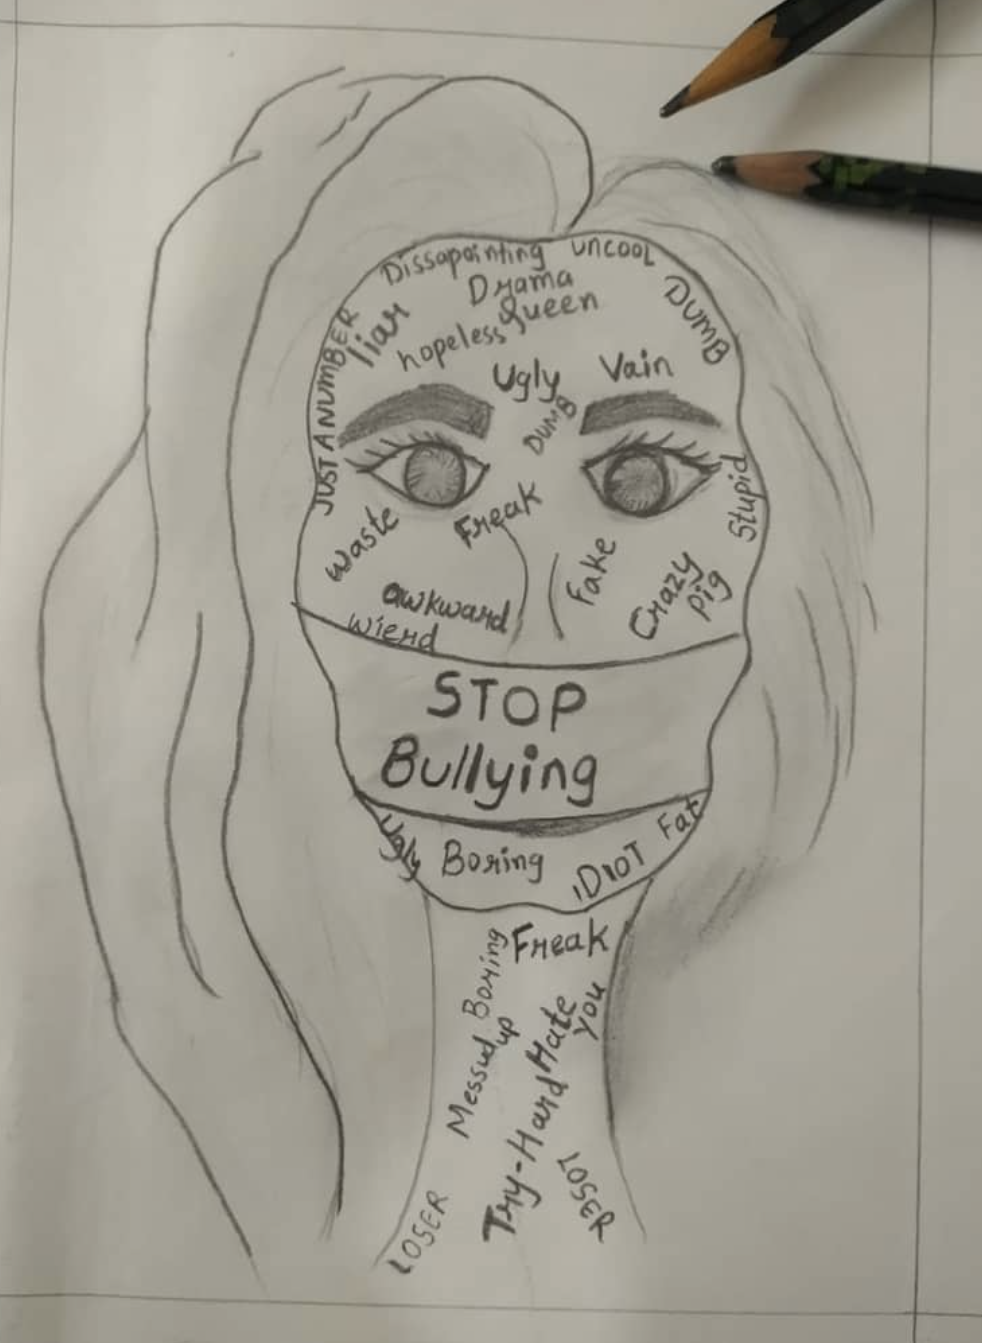 Dissapointing
UNCOOL
Drama
Queen
DUMB
liar
hopeless
JUST A NUMBER
Ugly
Vain
DUMB
Stupid
Freak
Waste
Fake
Crazy
Pig
awkward
Wierd
STOP
Bullying
Ugly
Boring
iDIOT
Fat
Freak
Boring
Messud up
Hate
you
Try-Hard
LOSER
LOSER